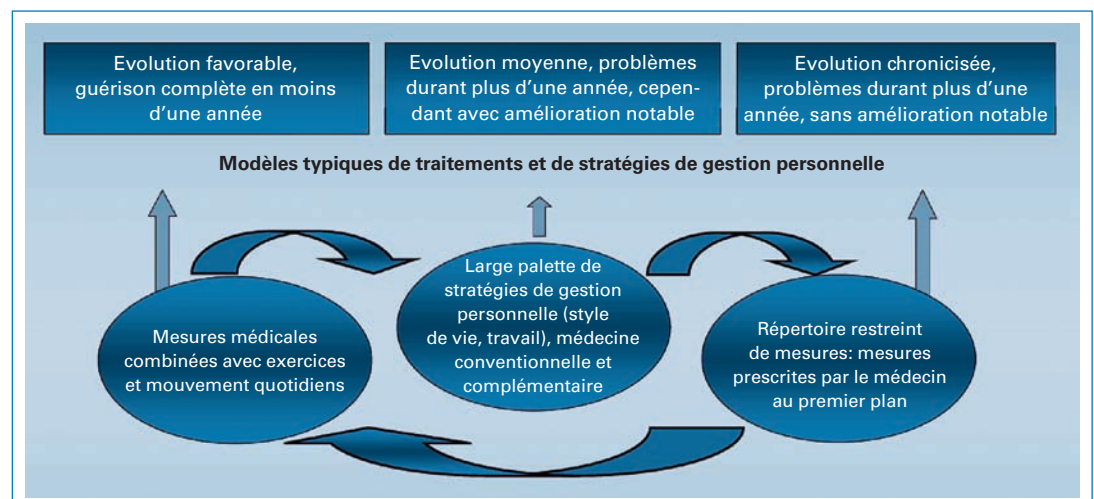 Evolution favorable,
guérison complète en moins
d'une année
Evolution moyenne, problèmes
durant plus d'une année, cepen-
dant avec amélioration notable
Evolution chronicisée,
problèmes durant plus d'une
année, sans amélioration notable
Modèles typiques de traitements et de stratégies de gestion personnelle
Mesures médicales
combinées avec exercices
et mouvement quotidiens
Large palette de
stratégies de gestion
personnelle (style
de vie, travail), médecine
conventionnelle et
complémentaire
Répertoire restreint
de mesures: mesures
prescrites par le médecin
au premier plan